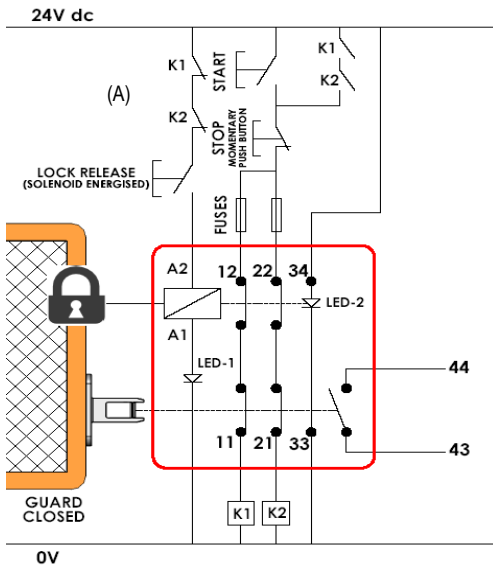 24V dc
K1
START
K1
(A)
K2
K2
STOP
MOMENTARY
PUSH BUTTON
LOCK RELEASE
(SOLENOID ENERGISED)
FUSES
A2
12
22
34
LED-2
A1
LED-1
44
11
21
33
43
GUARD
CLOSED
K1
K2
0V